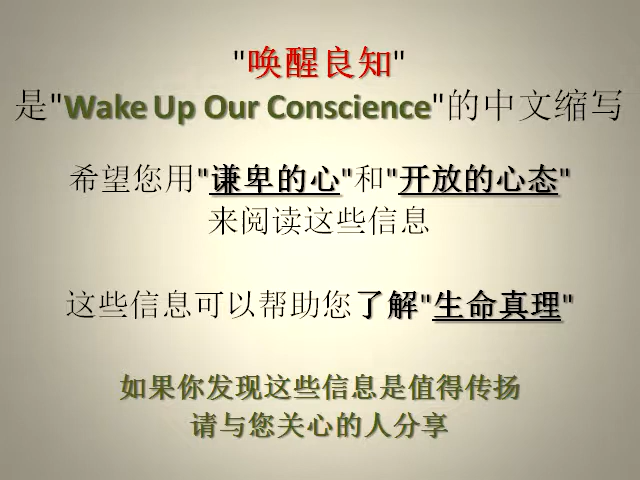 "唤醒良知"
是"Wake Up Our Conscience"的中文缩写
希望您用"谦卑的心"和"开放的心态"
来阅读这些信息
这些信息可以帮助您了解"生命真理"
如果你发现这些信息是值得传扬
请与您关心的人分享